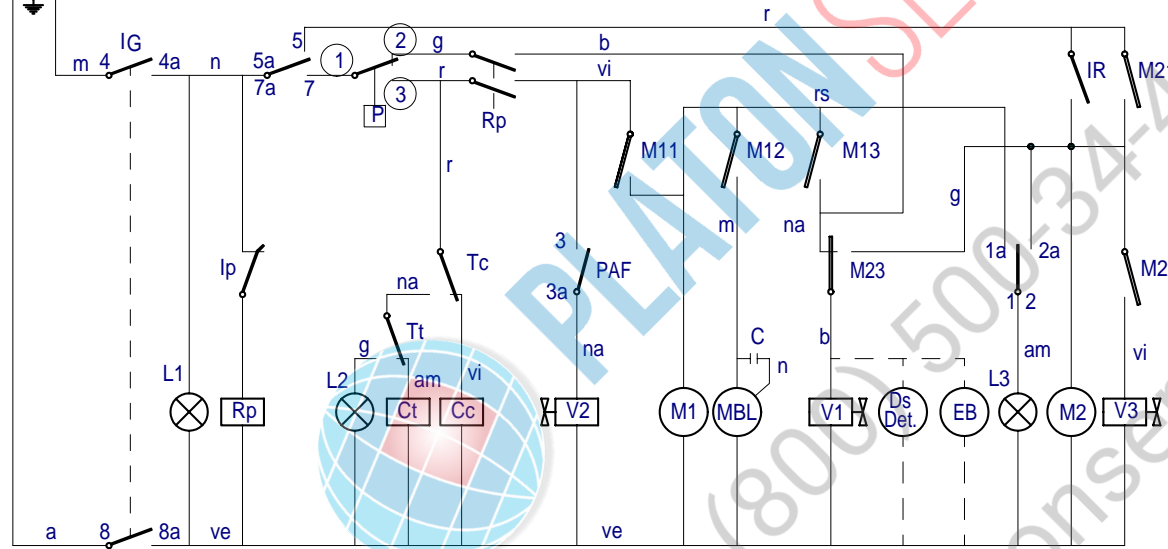 r
IG
m 4 4a n
5
5a
7a 7
1
2
g
b
3
r
vi
P
Rp
rs
IR
M21
M11
M12
M13
r
m
na
g
Ip
Tc
3
3a
PAF
M23
1a 2a
1 2
M2
na
Tt
g
am
vi
na
C
n
b
am
vi
L1
L2
L3
Rp
Ct
Cc
V2
M1
MBL
V1
Ds
Det.
EB
M2
V3
a 8 8a ve
ve
PLATON
(800) 500-34-4